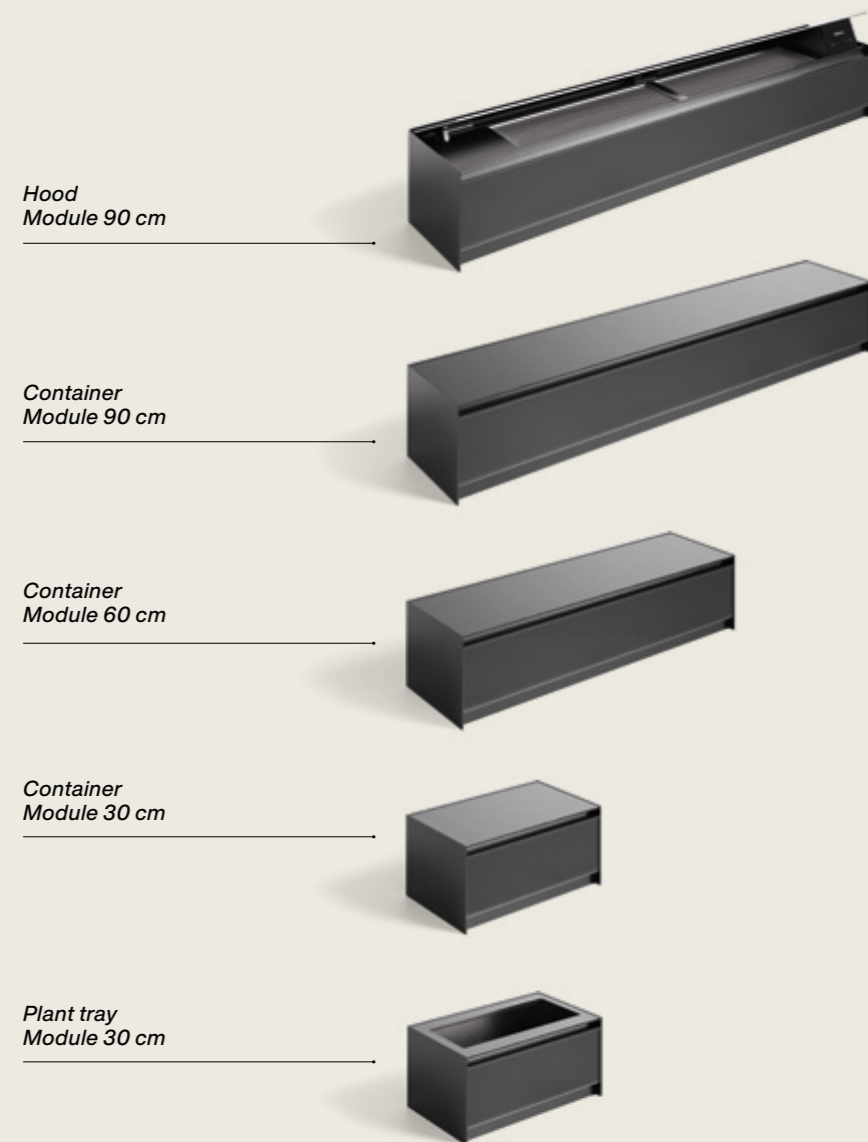 Hood
Module 90 cm
Container
Module 90 cm
Container
Module 60 cm
Container
Module 30 cm
Plant tray
Module 30 cm